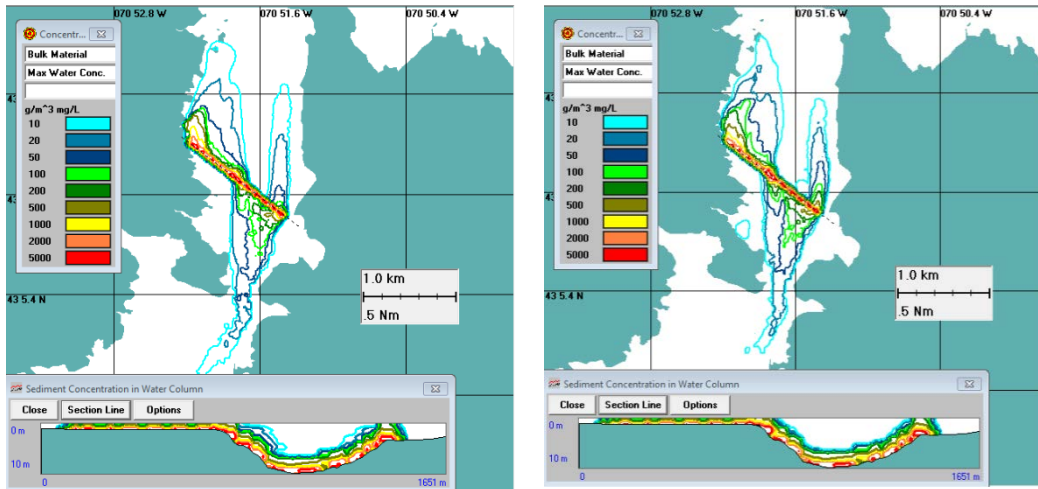 070 52.8 W
070 51.6 W
070 50.4 W
Concentr...
Bulk Material
Max Water Conc.
g/m^3 mg/L
10
20
50
100
200
500
1000
2000
5000
43
43
43 5.4 N
1.0 km
.5 Nm
Sediment Concentration in Water Column
Close
Section Line
Options
0 m
10 m
0
1651 m
070 52.8 W
070 51.6 W
070 50.4 W
Concentr...
Bulk Material
Max Water Conc.
g/m^3 mg/L
10
20
50
100
200
500
1000
2000
5000
43
43
43 5.4 N
1.0 km
.5 Nm
Sediment Concentration in Water Column
Close
Section Line
Options
0 m
10 m
0
1651 m